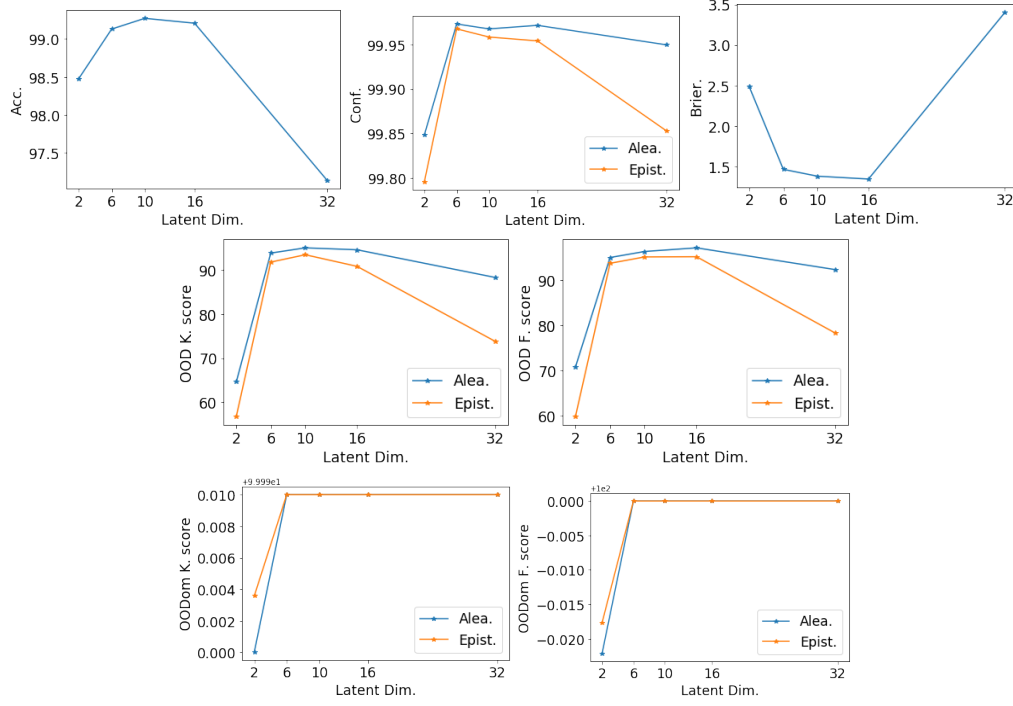 Acc.
99.0
98.5
98.0
97.5
2 6 10 16 32
Latent Dim.
Conf.
99.95
99.90
99.85
99.80
Alea.
Epist.
2 6 10 16 32
Latent Dim.
Brier.
3.5
3.0
2.5
2.0
1.5
2 6 10 16 32
Latent Dim.
OOD K. score
90
80
70
60
Alea.
Epist.
2 6 10 16 32
Latent Dim.
OOD F. score
90
80
70
60
Alea.
Epist.
2 6 10 16 32
Latent Dim.
+9.999e1
OODom K. score
0.010
0.008
0.006
0.004
0.002
0.000
Alea.
Epist.
2 6 10 16 32
Latent Dim.
+1e2
OODom F. score
0.000
−0.005
−0.010
−0.015
−0.020
Alea.
Epist.
2 6 10 16 32
Latent Dim.